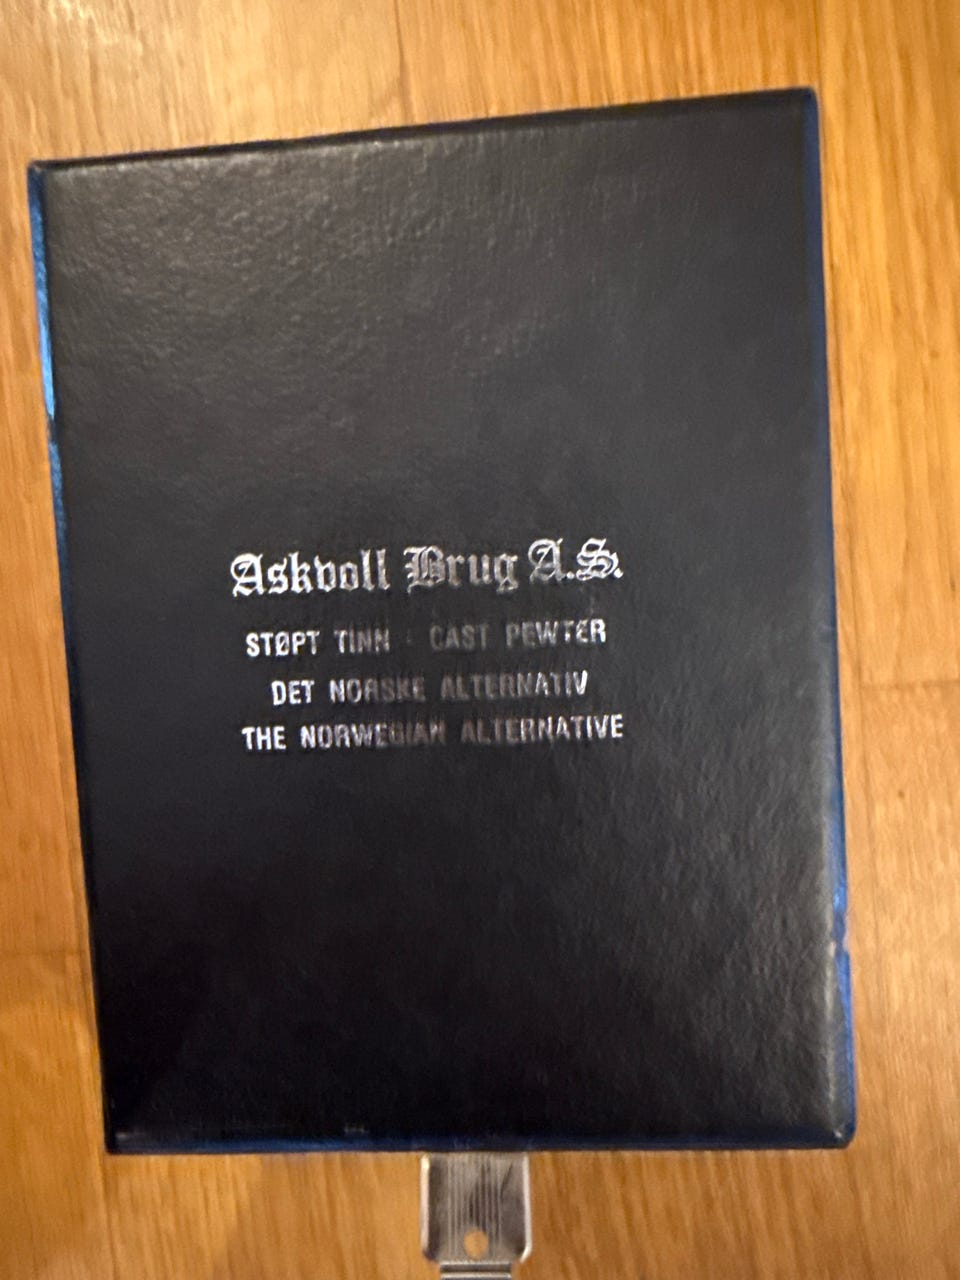 Askvoll Brug A.S.
STØPT TINN - CAST PEWTER
DET NORSKE ALTERNATIV
THE NORWEGIAN ALTERNATIVE